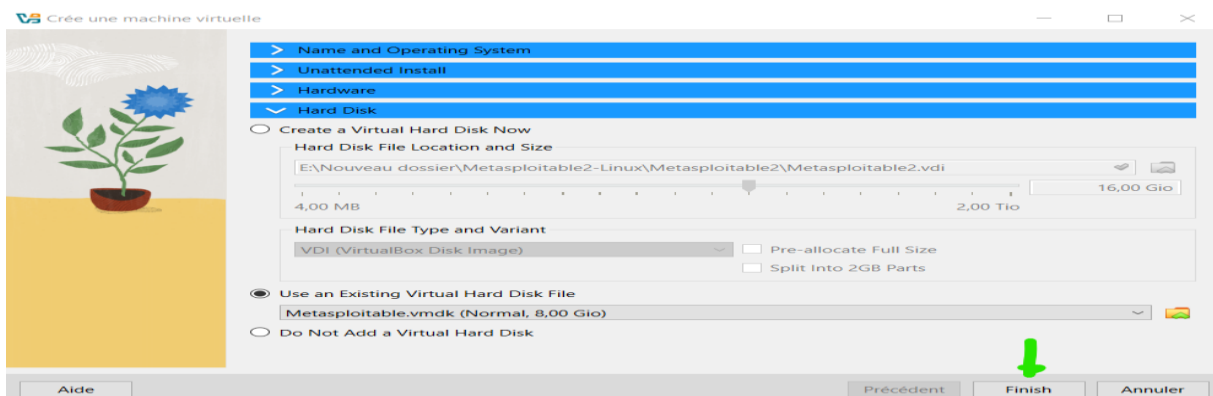 Crée une machine virtuelle
Name and Operating System
Unattended Install
Hardware
Hard Disk
Create a Virtual Hard Disk Now
Hard Disk File Location and Size
E:\Nouveau dossier\Metasploitable2-Linux\Metasploitable2\Metasploitable2.vdi
16,00 Gio
4,00 MB 2,00 Tio
Hard Disk File Type and Variant
VDI (VirtualBox Disk Image) Pre-allocate Full Size
Split Into 2GB Parts
Use an Existing Virtual Hard Disk File
Metasploitable.vmdk (Normal, 8,00 Gio)
Do Not Add a Virtual Hard Disk
Aide Précédent Finish Annuler